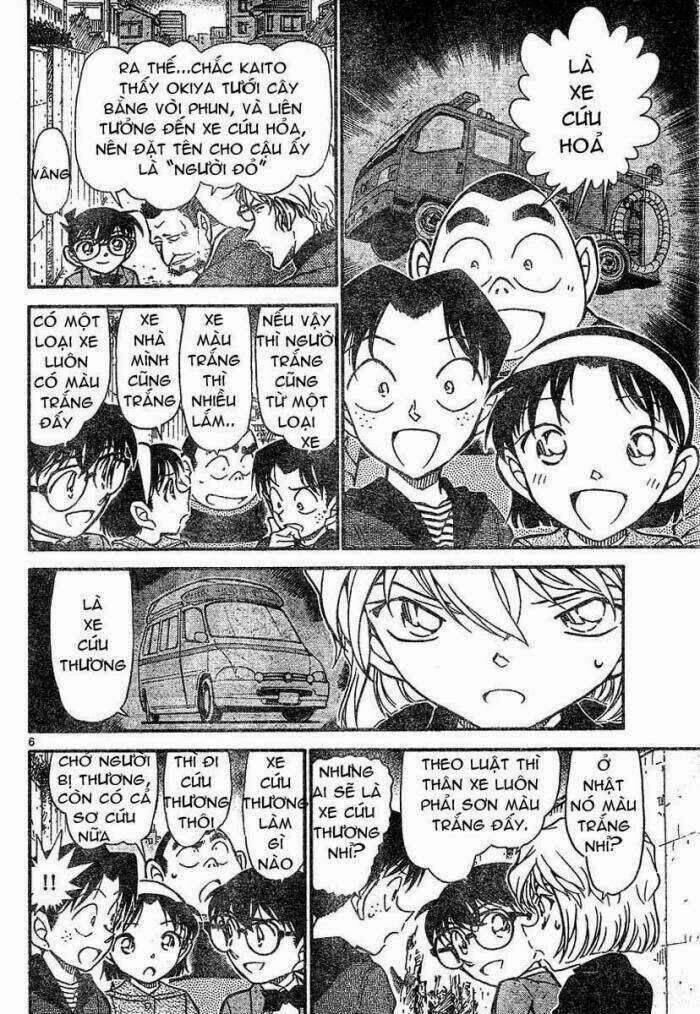 LÀ
XE
CỨU
HOẢ
RA THẾ...CHẮC KAITO
THẤY OKIYA TƯỚI CÂY
BẰNG VÒI PHUN, VÀ LIÊN
TƯỞNG ĐẾN XE CỨU HỎA,
NÊN ĐẶT TÊN CHO CẬU ẤY
LÀ "NGƯỜI ĐỎ"
VÂNG
NẾU VẬY
THÌ NGƯỜI
TRẮNG
CŨNG
TỪ MỘT
LOẠI
XE
XE
MÀU
TRẮNG
THÌ
NHIỀU
LẮM..
XE
NHÀ
MÌNH
CŨNG
TRẮNG
CÓ MỘT
LOẠI XE
LUÔN
CÓ MÀU
TRẮNG
ĐẤY
LÀ
XE
CỨU
THƯƠNG
6
Ở
NHẬT
NÓ MÀU
TRẮNG
NHỈ?
THEO LUẬT THÌ
THÂN XE LUÔN
PHẢI SƠN MÀU
TRẮNG ĐẤY.
NHƯNG
AI SẼ LÀ
XE CỨU
THƯƠNG
NHỈ?
XE
CỨU
THƯƠNG
LÀM
GÌ
NÀO
THÌ ĐI
CỨU
THƯƠNG
THÔI
CHỞ NGƯỜI
BỊ THƯƠNG,
CÒN CÓ CẢ
SƠ CỨU
NỮA
!!